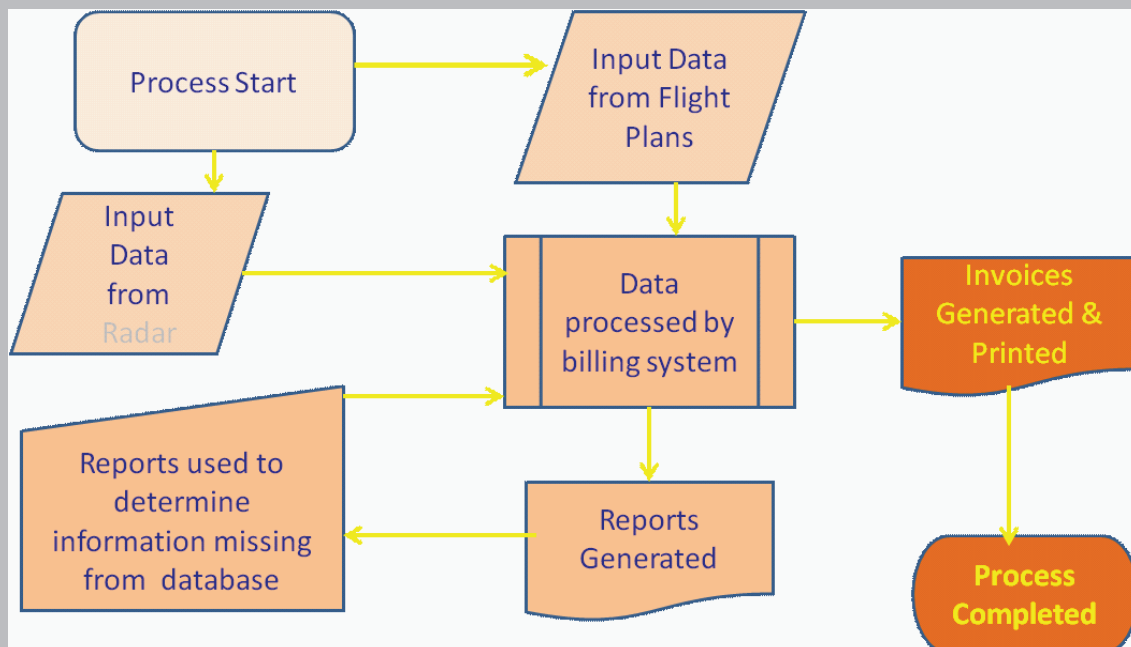 Process Start
Input Data
from Flight
Plans
Input
Data
from
Radar
Data
processed by
billing system
Invoices
Generated &
Printed
Reports used to
determine
information missing
from database
Reports
Generated
Process
Completed